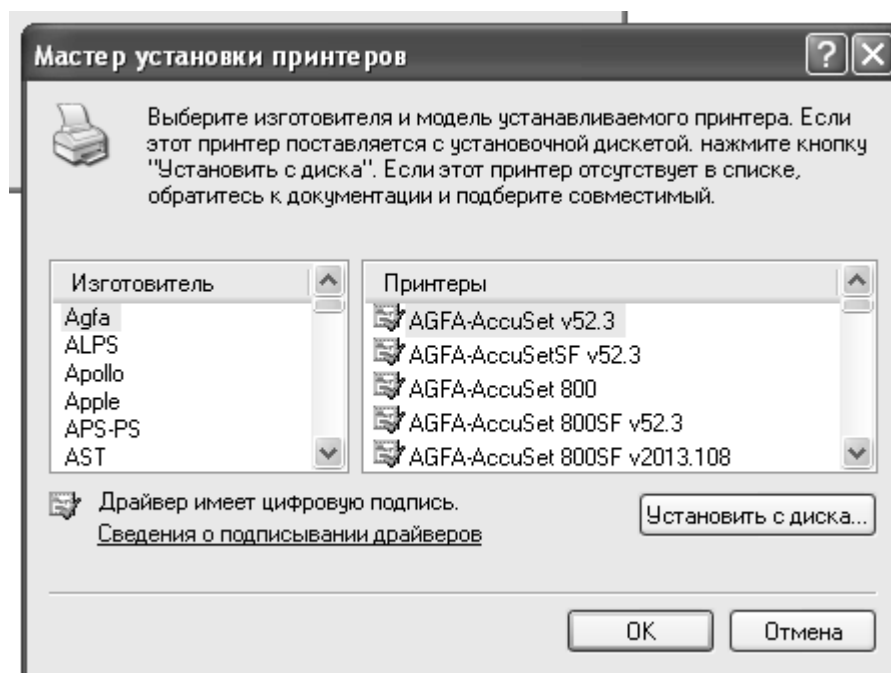 Мастер установки принтеров
Выберите изготовителя и модель устанавливаемого принтера. Если
этот принтер поставляется с установочной дискетой. нажмите кнопку
"Установить с диска". Если этот принтер отсутствует в списке,
обратитесь к документации и подберите совместимый.
Изготовитель
Agfa
ALPS
Apollo
Apple
APS-PS
AST
Принтеры
AGFA-AccuSet v52.3
AGFA-AccuSetSF v52.3
AGFA-AccuSet 800
AGFA-AccuSet 800SF v52.3
AGFA-AccuSet 800SF v2013.108
Драйвер имеет цифровую подпись.
Сведения о подписывании драйверов
Установить с диска...
OK
Отмена